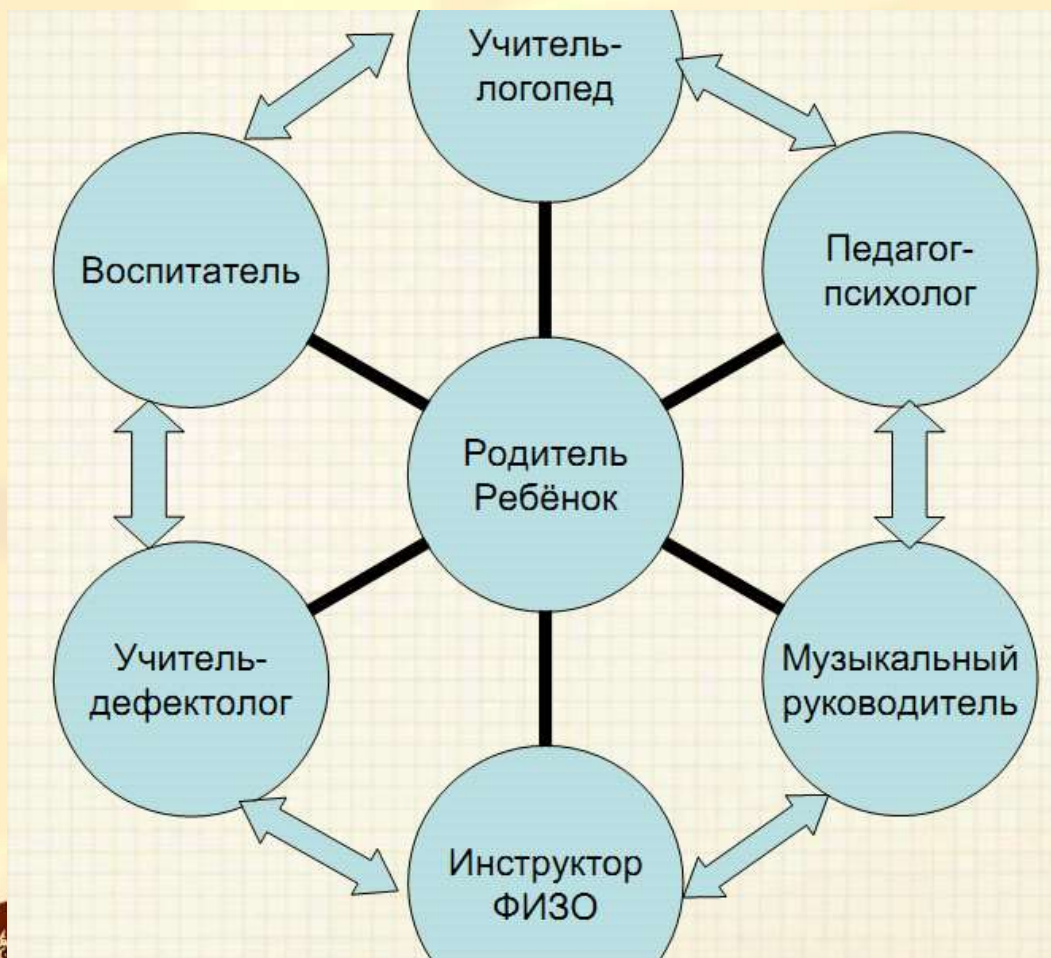 Учитель-
логопед
Воспитатель
Педагог-
психолог
Родитель
Ребёнок
Учитель-
дефектолог
Музыкальный
руководитель
Инструктор
ФИЗО